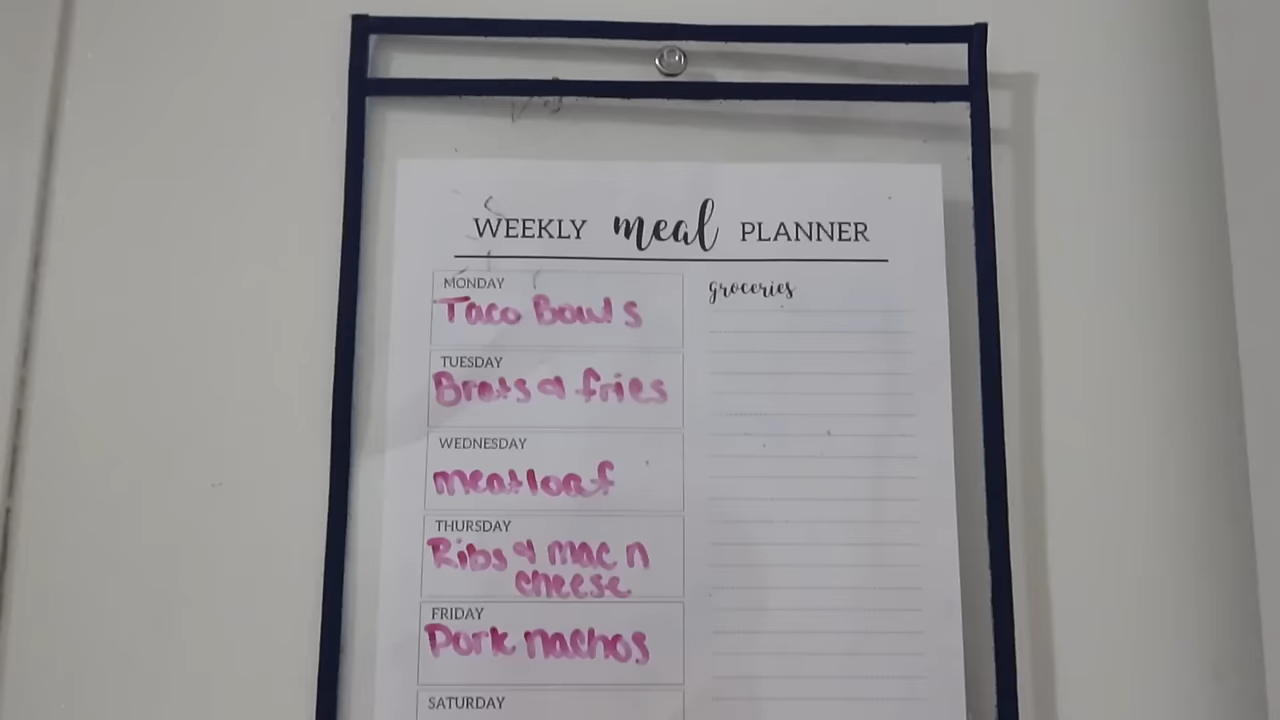 WEEKLY meal PLANNER
MONDAY
Taco Bowls
TUESDAY
Brats & fries
WEDNESDAY
meatloaf
THURSDAY
Ribs & mac n
cheese
FRIDAY
Pork nachos
SATURDAY
groceries